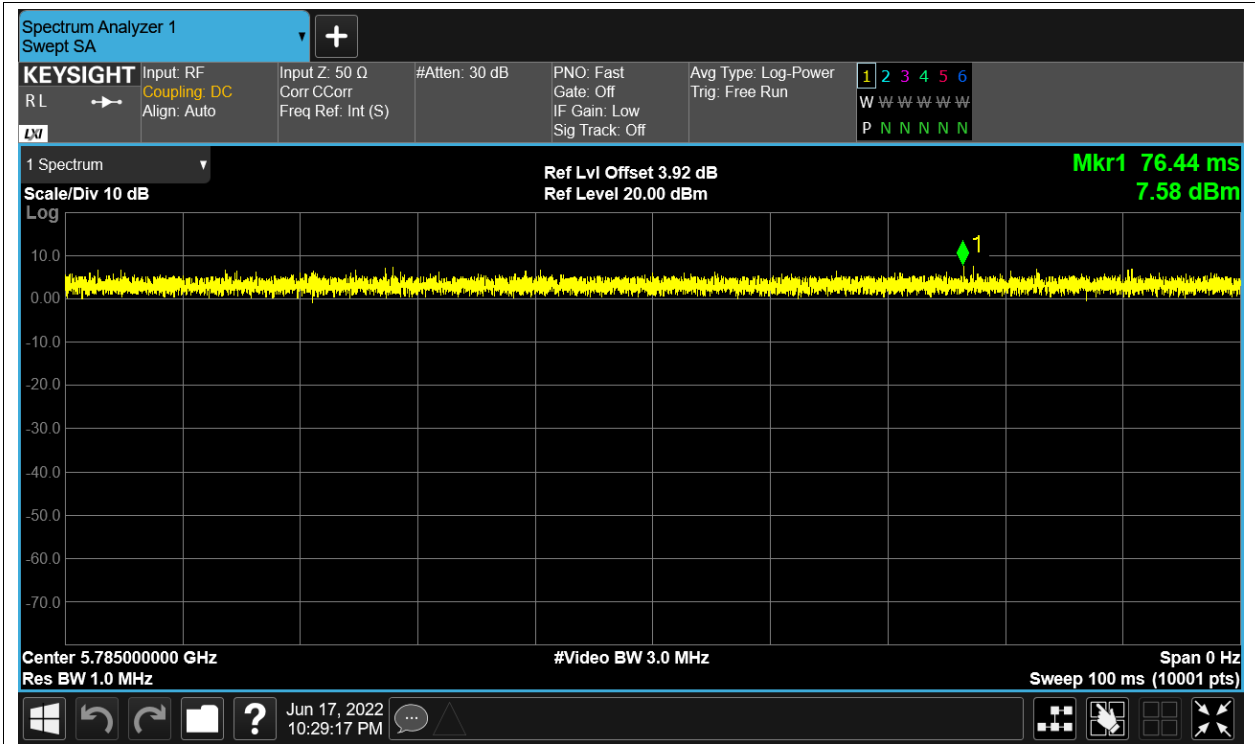 Spectrum Analyzer 1
Swept SA
+
KEYSIGHT
RL
LXI
Input: RF
Coupling: DC
Align: Auto
Input Z: 50 Ω
Corr CCorr
Freq Ref: Int (S)
#Atten: 30 dB
PNO: Fast
Gate: Off
IF Gain: Low
Sig Track: Off
Avg Type: Log-Power
Trig: Free Run
1 2 3 4 5 6
W W W W W W
P N N N N N
1 Spectrum
Scale/Div 10 dB
Log
Ref Lvl Offset 3.92 dB
Ref Level 20.00 dBm
Mkr1 76.44 ms
7.58 dBm
1
10.0
0.00
-10.0
-20.0
-30.0
-40.0
-50.0
-60.0
-70.0
Center 5.785000000 GHz
Res BW 1.0 MHz
#Video BW 3.0 MHz
Span 0 Hz
Sweep 100 ms (10001 pts)
?
Jun 17, 2022
10:29:17 PM